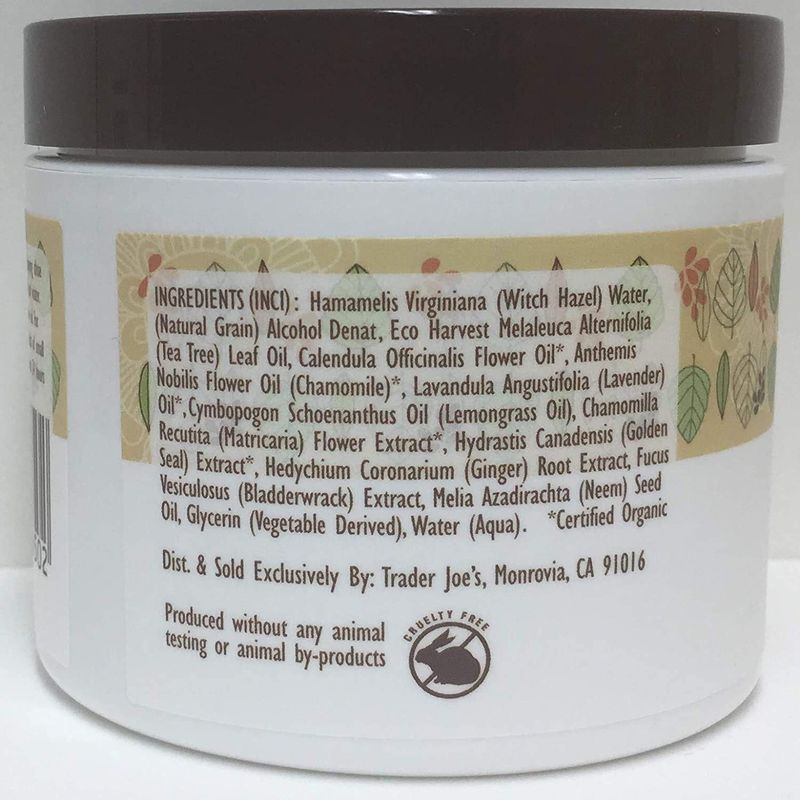 INGREDIENTS (INCI): Hamamelis Virginiana (Witch Hazel) Water,
(Natural Grain) Alcohol Denat, Eco Harvest Melaleuca Alternifolia
(Tea Tree) Leaf Oil, Calendula Officinalis Flower Oil*, Anthemis
Nobilis Flower Oil (Chamomile)*, Lavandula Angustifolia (Lavender)
Oil*, Cymbopogon Schoenanthus Oil (Lemongrass Oil), Chamomilla
Recutita (Matricaria) Flower Extract*, Hydrastis Canadensis (Golden
Seal) Extract*, Hedychium Coronarium (Ginger) Root Extract, Fucus
Vesiculosus (Bladderwrack) Extract, Melia Azadirachta (Neem) Seed
Oil, Glycerin (Vegetable Derived), Water (Aqua). *Certified Organic
Dist. & Sold Exclusively By: Trader Joe's, Monrovia, CA 91016
Produced without any animal
testing or animal by-products
CRUELTY FREE